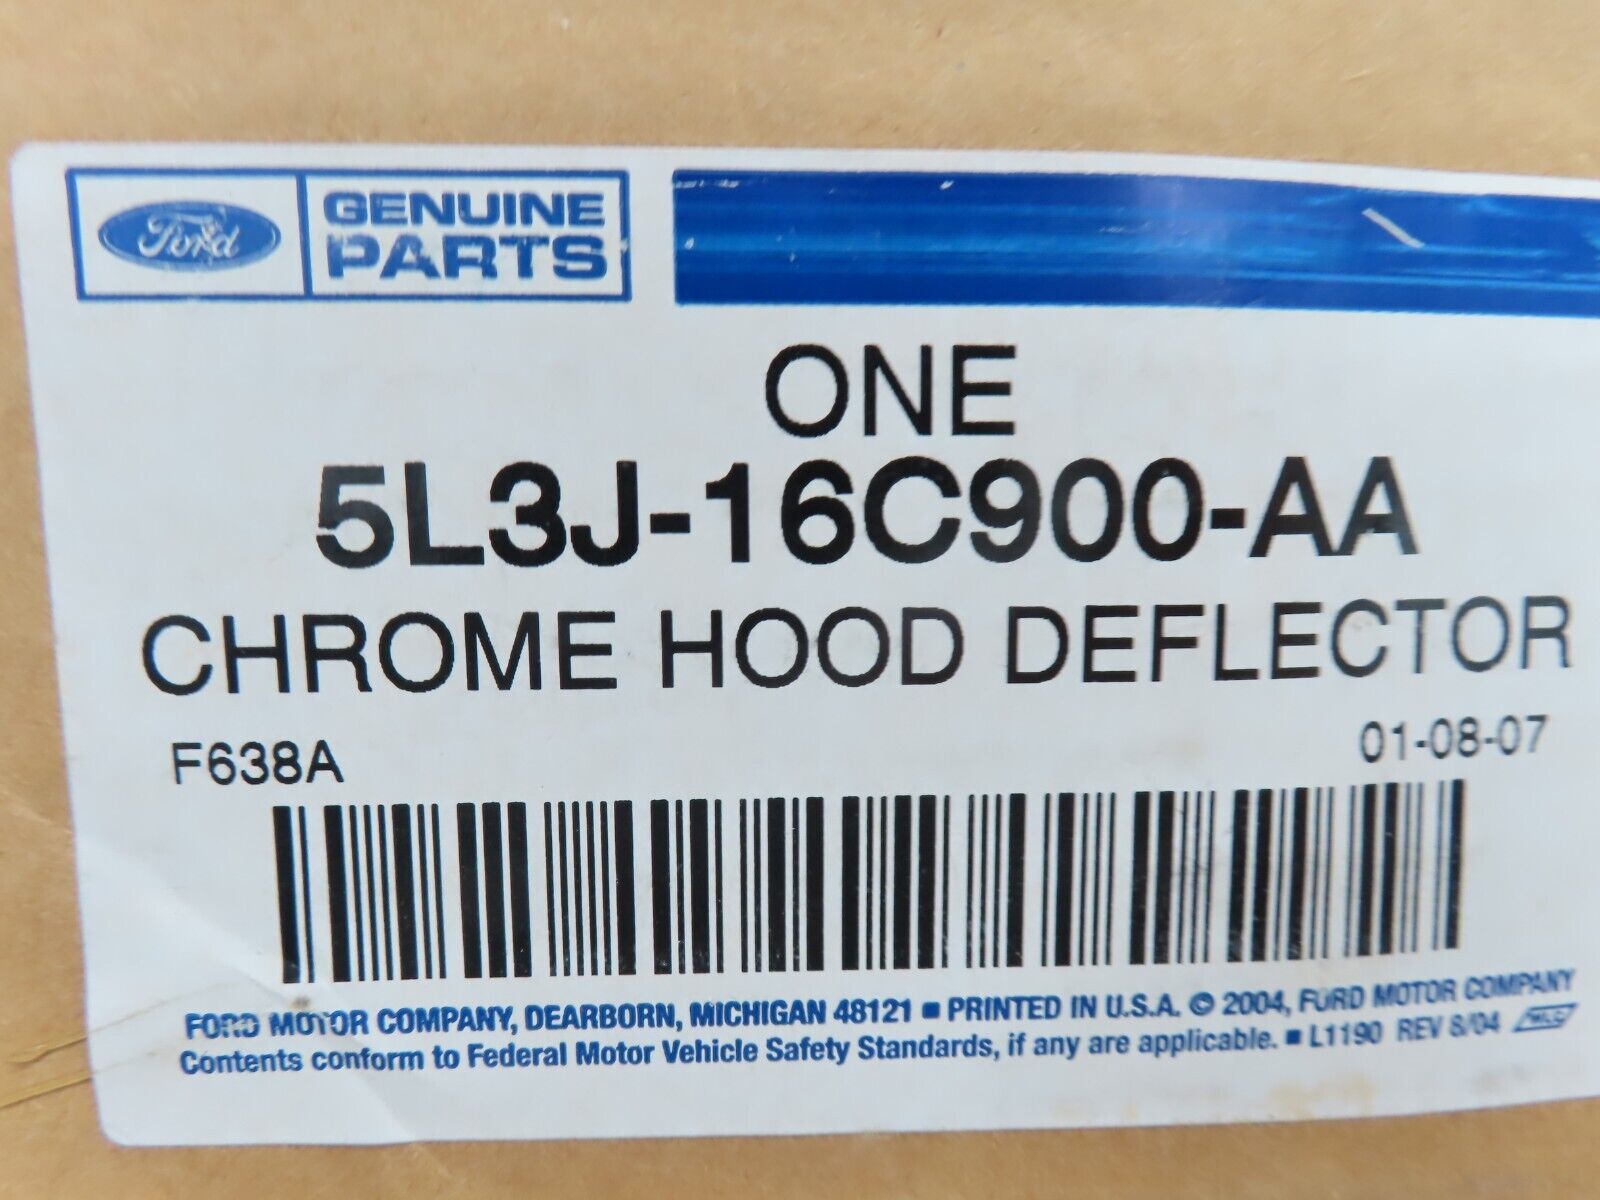 Ford GENUINE
PARTS
ONE
5L3J-16C900-AA
CHROME HOOD DEFLECTOR
F638A 01-08-07
FORD MOTOR COMPANY, DEARBORN, MICHIGAN 48121 ■ PRINTED IN U.S.A. © 2004, FORD MOTOR COMPANY
Contents conform to Federal Motor Vehicle Safety Standards, if any are applicable. ■ L1190 REV 8/04